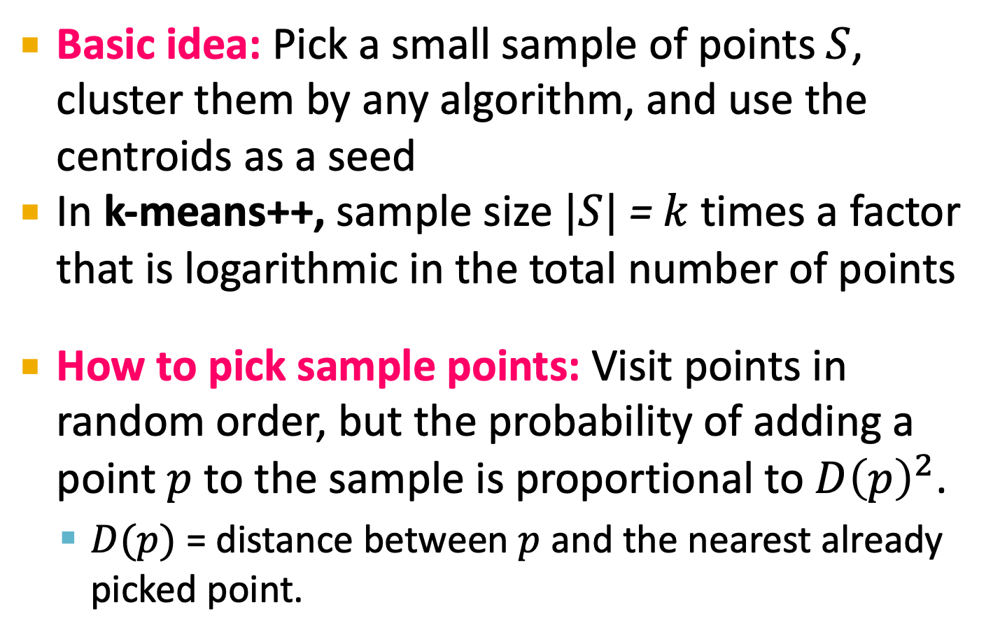 Basic idea: Pick a small sample of points S,
cluster them by any algorithm, and use the
centroids as a seed
In k-means++, sample size |S| = k times a factor
that is logarithmic in the total number of points
How to pick sample points: Visit points in
random order, but the probability of adding a
point p to the sample is proportional to D(p)².
D(p) = distance between p and the nearest already
picked point.